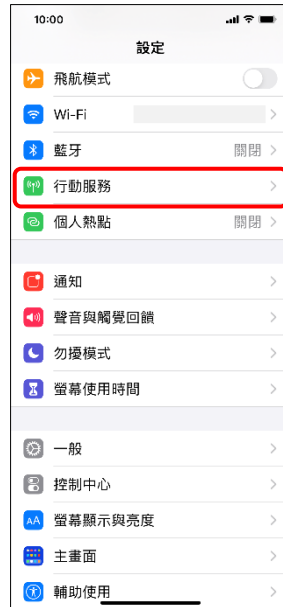 10:00
設定
飛航模式
Wi-Fi
藍牙 關閉
行動服務
個人熱點 關閉
通知
聲音與觸覺回饋
勿擾模式
螢幕使用時間
一般
控制中心
AA 螢幕顯示與亮度
主畫面
輔助使用